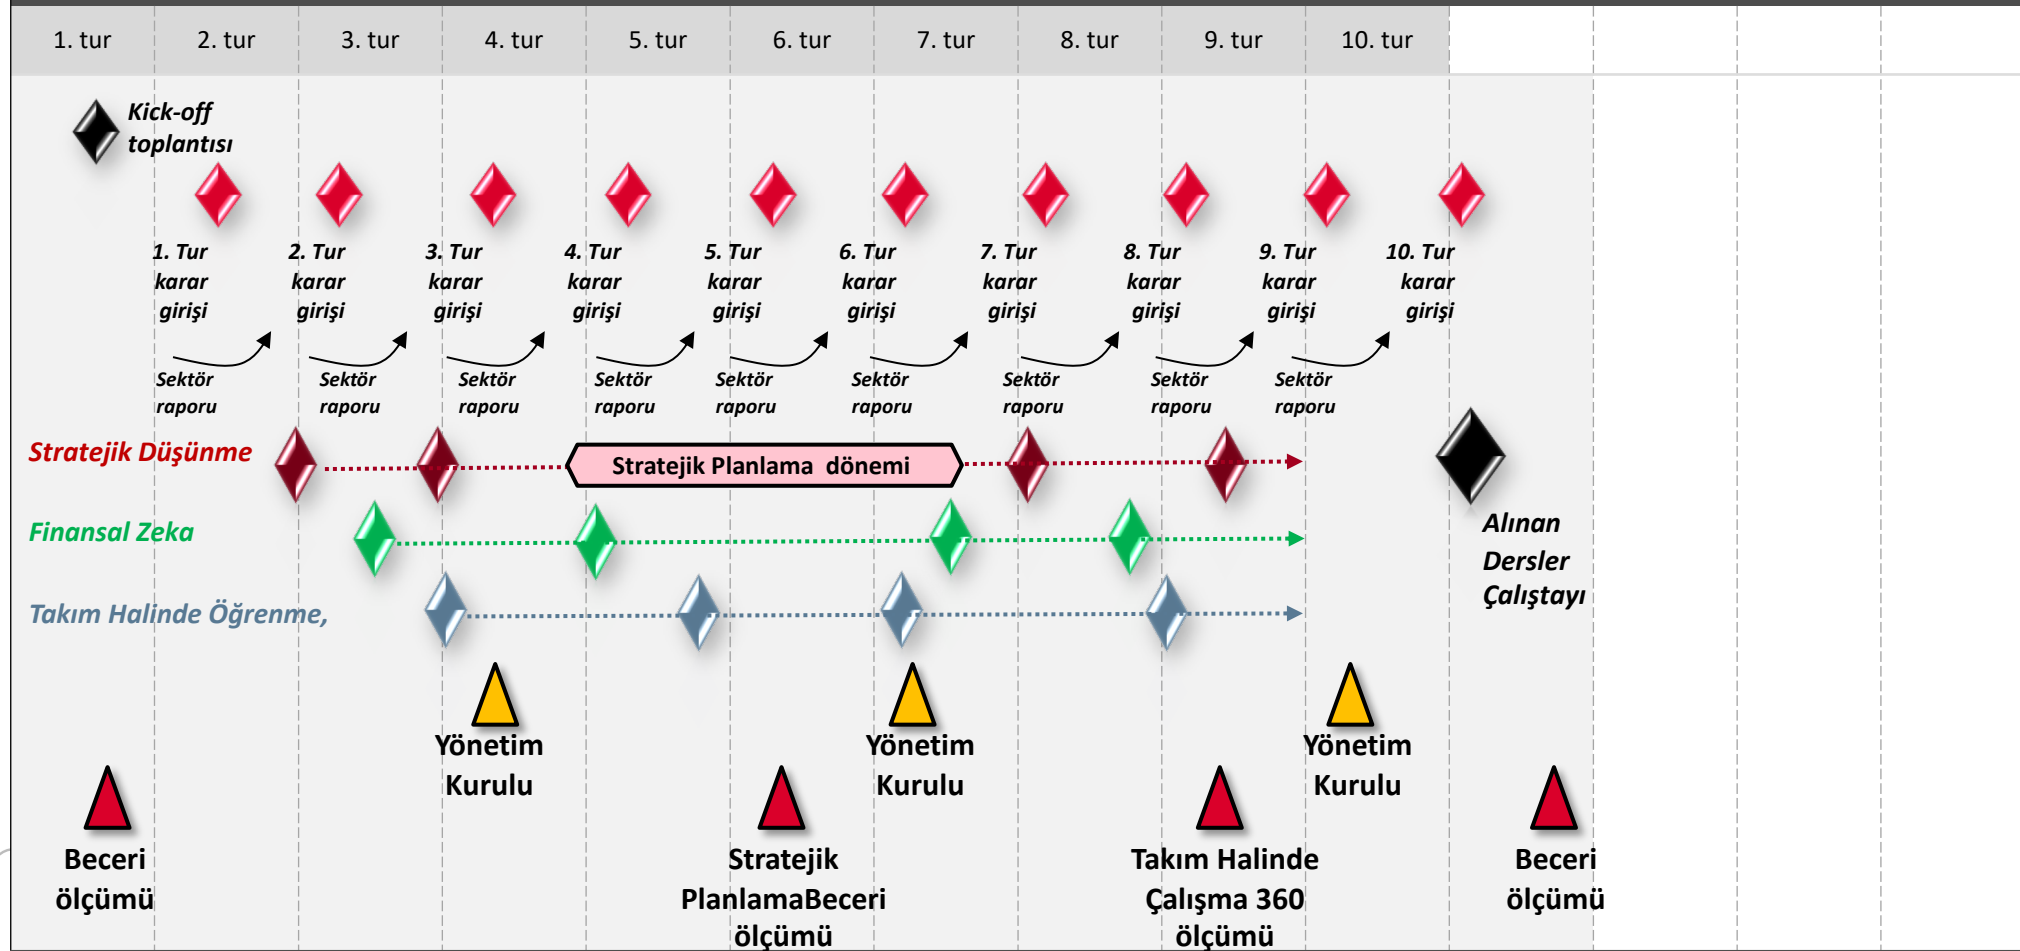 1. tur
2. tur
3. tur
4. tur
5. tur
6. tur
7. tur
8. tur
9. tur
10. tur
Kick-off
toplantısı
1. Tur
karar
girişi
2. Tur
karar
girişi
3. Tur
karar
girişi
4. Tur
karar
girişi
5. Tur
karar
girişi
6. Tur
karar
girişi
7. Tur
karar
girişi
8. Tur
karar
girişi
9. Tur
karar
girişi
10. Tur
karar
girişi
Sektör
raporu
Sektör
raporu
Sektör
raporu
Sektör
raporu
Sektör
raporu
Sektör
raporu
Sektör
raporu
Sektör
raporu
Sektör
raporu
Stratejik Düşünme
Stratejik Planlama dönemi
Finansal Zeka
Alınan
Dersler
Çalıştayı
Takım Halinde Öğrenme,
Yönetim
Kurulu
Yönetim
Kurulu
Yönetim
Kurulu
Beceri
ölçümü
Stratejik
PlanlamaBeceri
ölçümü
Takım Halinde
Çalışma 360
ölçümü
Beceri
ölçümü